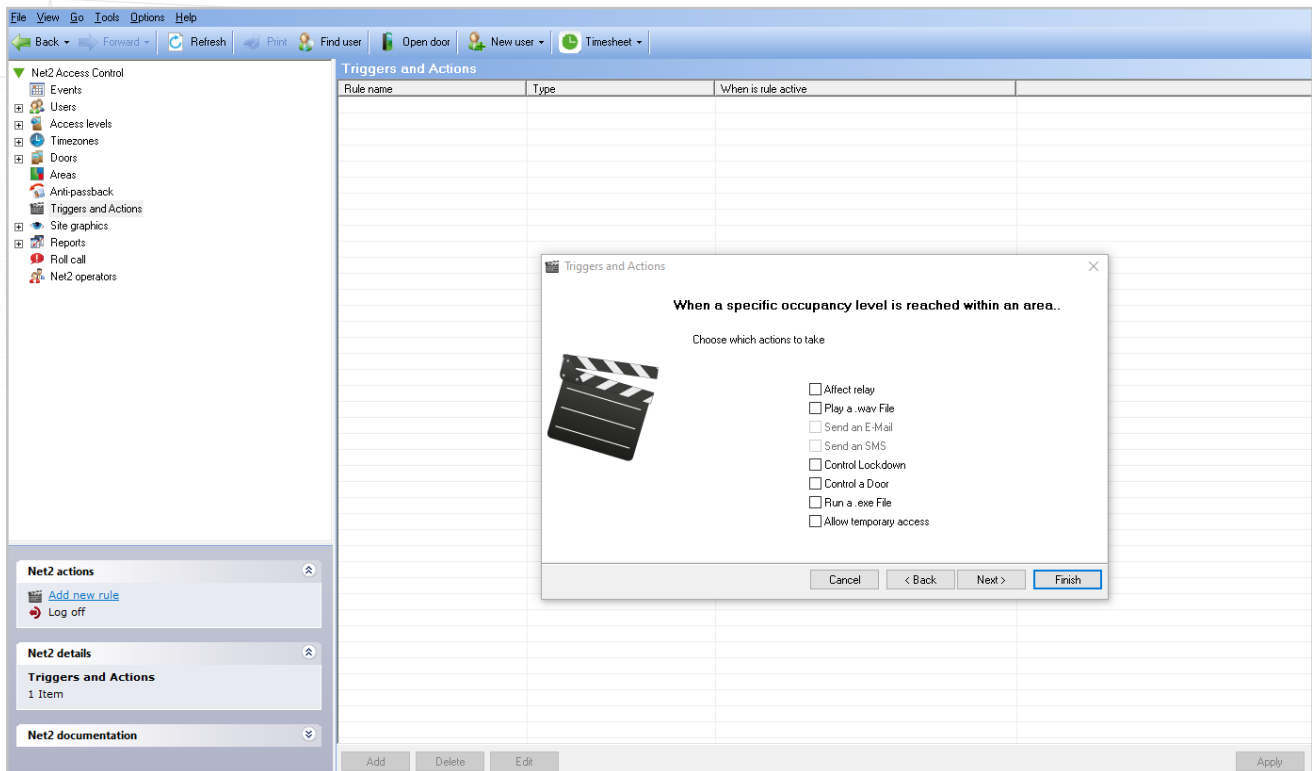 File View Go Tools Options Help
Back Forward Refresh Print Find user Open door New user Timesheet
Net2 Access Control
Events
Users
Access levels
Timezones
Doors
Areas
Anti-passback
Triggers and Actions
Site graphics
Reports
Roll call
Net2 operators
Net2 actions
Add new rule
Log off
Net2 details
Triggers and Actions
1 Item
Net2 documentation
Triggers and Actions
Rule name Type When is rule active
Triggers and Actions
When a specific occupancy level is reached within an area..
Choose which actions to take
Affect relay
Play a .wav File
Send an E-Mail
Send an SMS
Control Lockdown
Control a Door
Run a .exe File
Allow temporary access
Cancel < Back Next > Finish
Add Delete Edit Apply